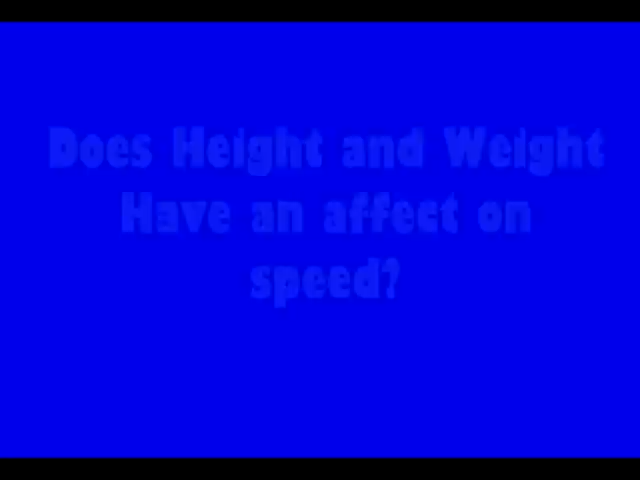 Does Height and Weight
Have an affect on
speed?